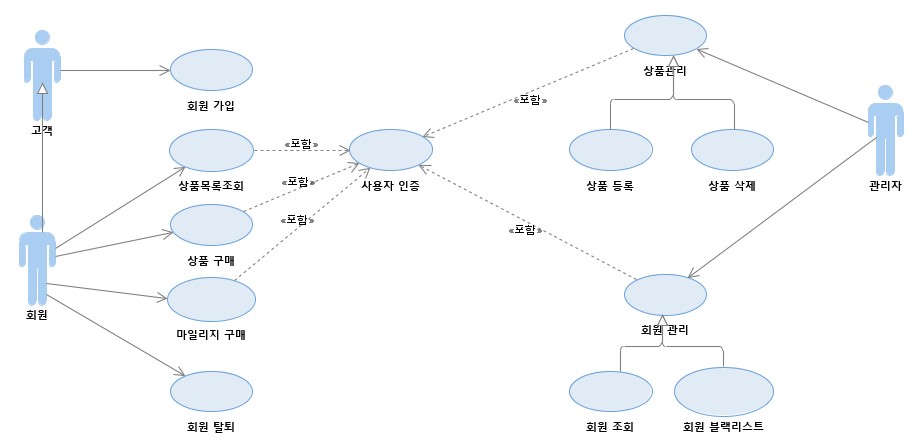 상품관리
회원 가입
«포함»
고객
«포함»
상품목록조회
사용자 인증
상품 등록
상품 삭제
관리자
«포함»
«포함»
«포함»
상품 구매
회원
마일리지 구매
회원 관리
회원 탈퇴
회원 조회
회원 블랙리스트